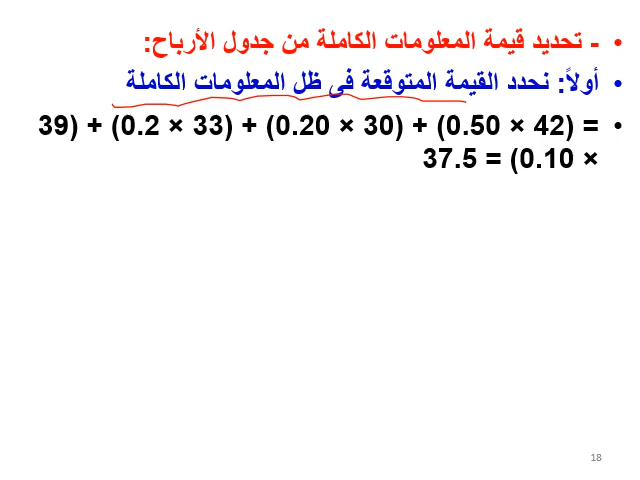 • - تحديد قيمة المعلومات الكاملة من جدول الأرباح:
• أولاً: نحدد القيمة المتوقعة فى ظل المعلومات الكاملة
• = (42 × 0.50) + (30 × 0.20) + (33 × 0.2) + (39
× 0.10) = 37.5
18